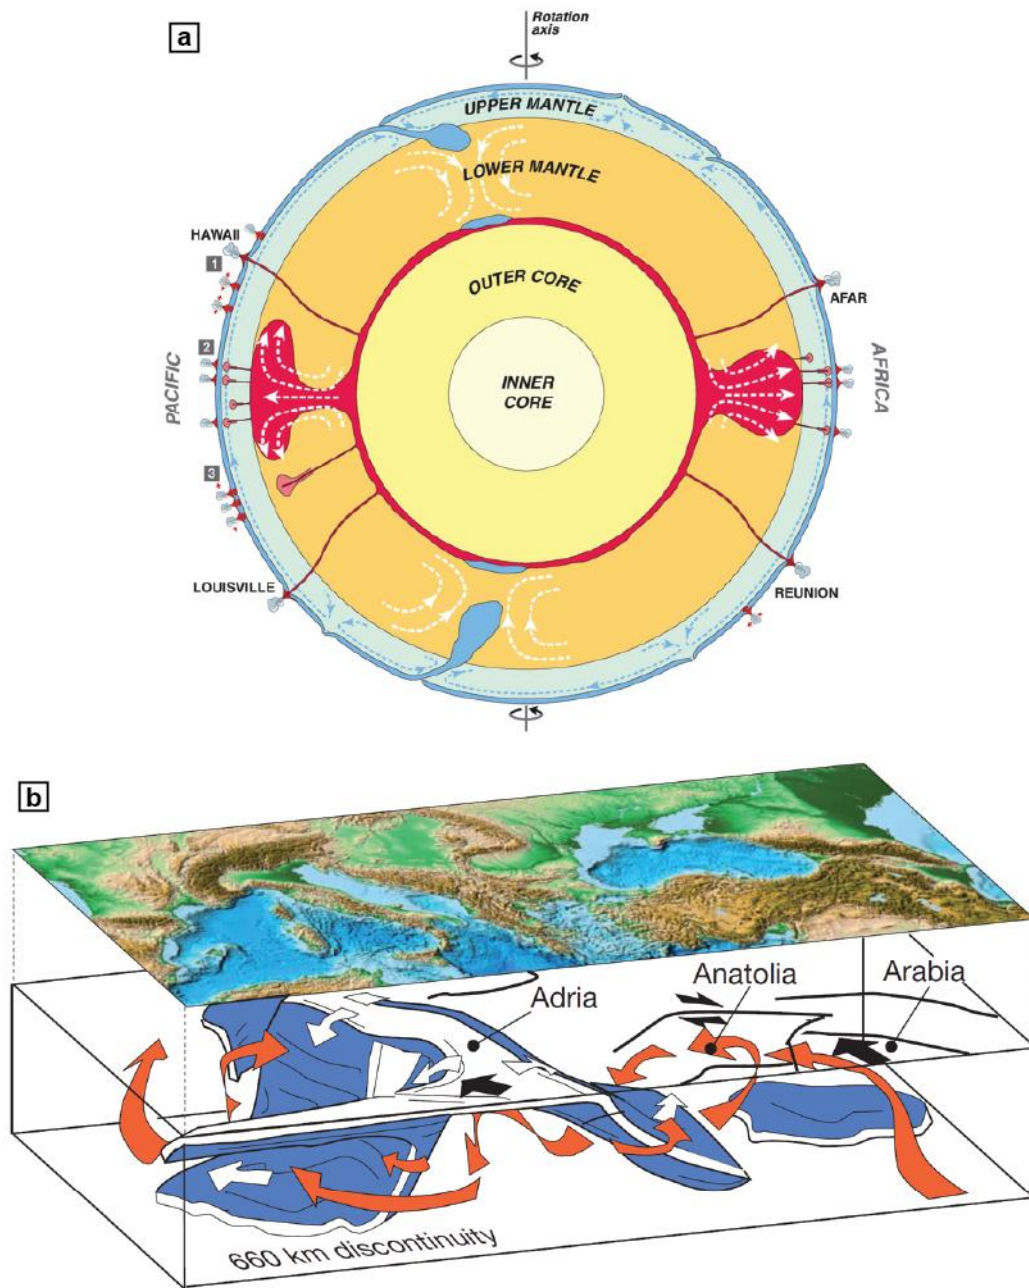 a
Rotation
axis
UPPER MANTLE
LOWER MANTLE
HAWAII
1
OUTER CORE
AFAR
2
PACIFIC
INNER
CORE
AFRICA
3
LOUISVILLE
REUNION
b
Adria
Anatolia
Arabia
660 km discontinuity